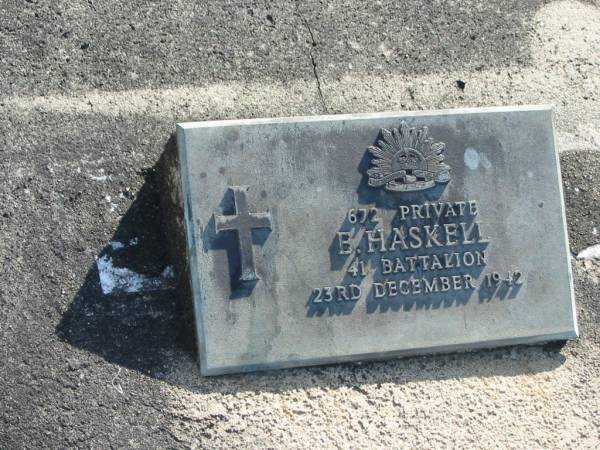 672 PRIVATE
E. HASKELL
41 BATTALION
23RD DECEMBER 1942